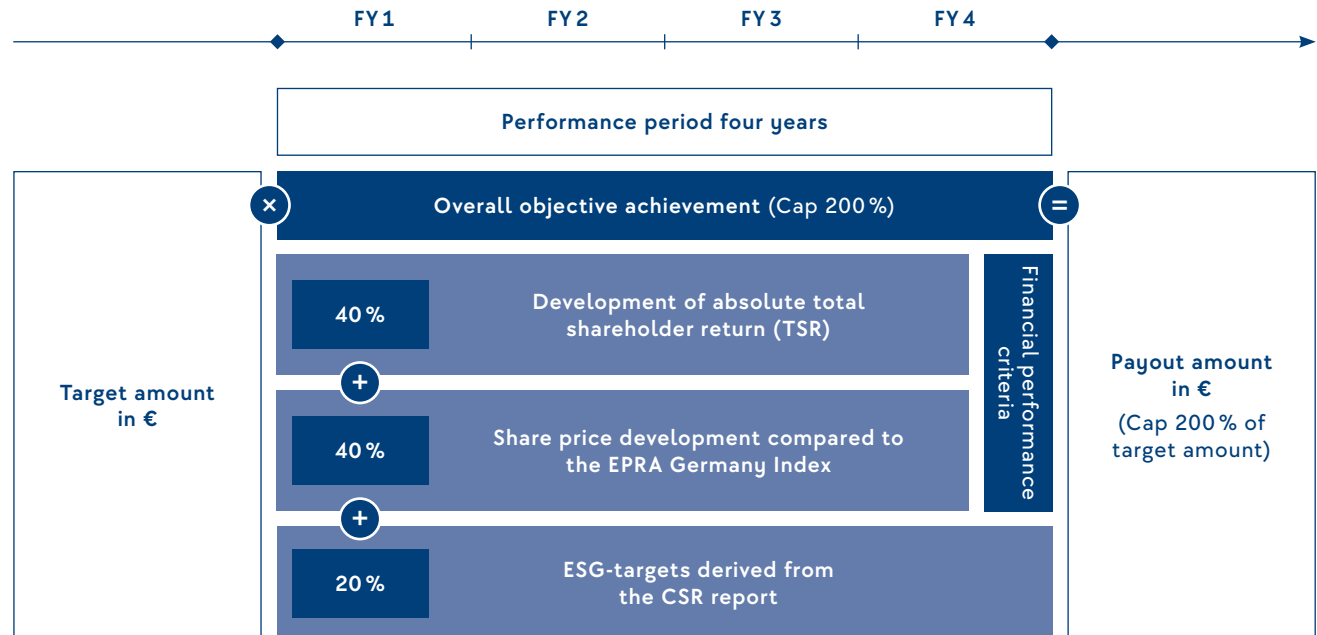 FY 1 FY 2 FY 3 FY 4
Performance period four years
×
Overall objective achievement (Cap 200 %)
=
Target amount
in €
40 %
Development of absolute total
shareholder return (TSR)
+
40 %
Share price development compared to
the EPRA Germany Index
+
20 %
ESG-targets derived from
the CSR report
Financial performance
criteria
Payout amount
in €
(Cap 200 % of
target amount)